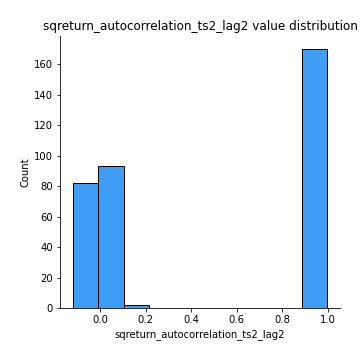 sqreturn_autocorrelation_ts2_lag2 value distribution
160
140
120
100
80
60
40
20
0
Count
0.0 0.2 0.4 0.6 0.8 1.0
sqreturn_autocorrelation_ts2_lag2